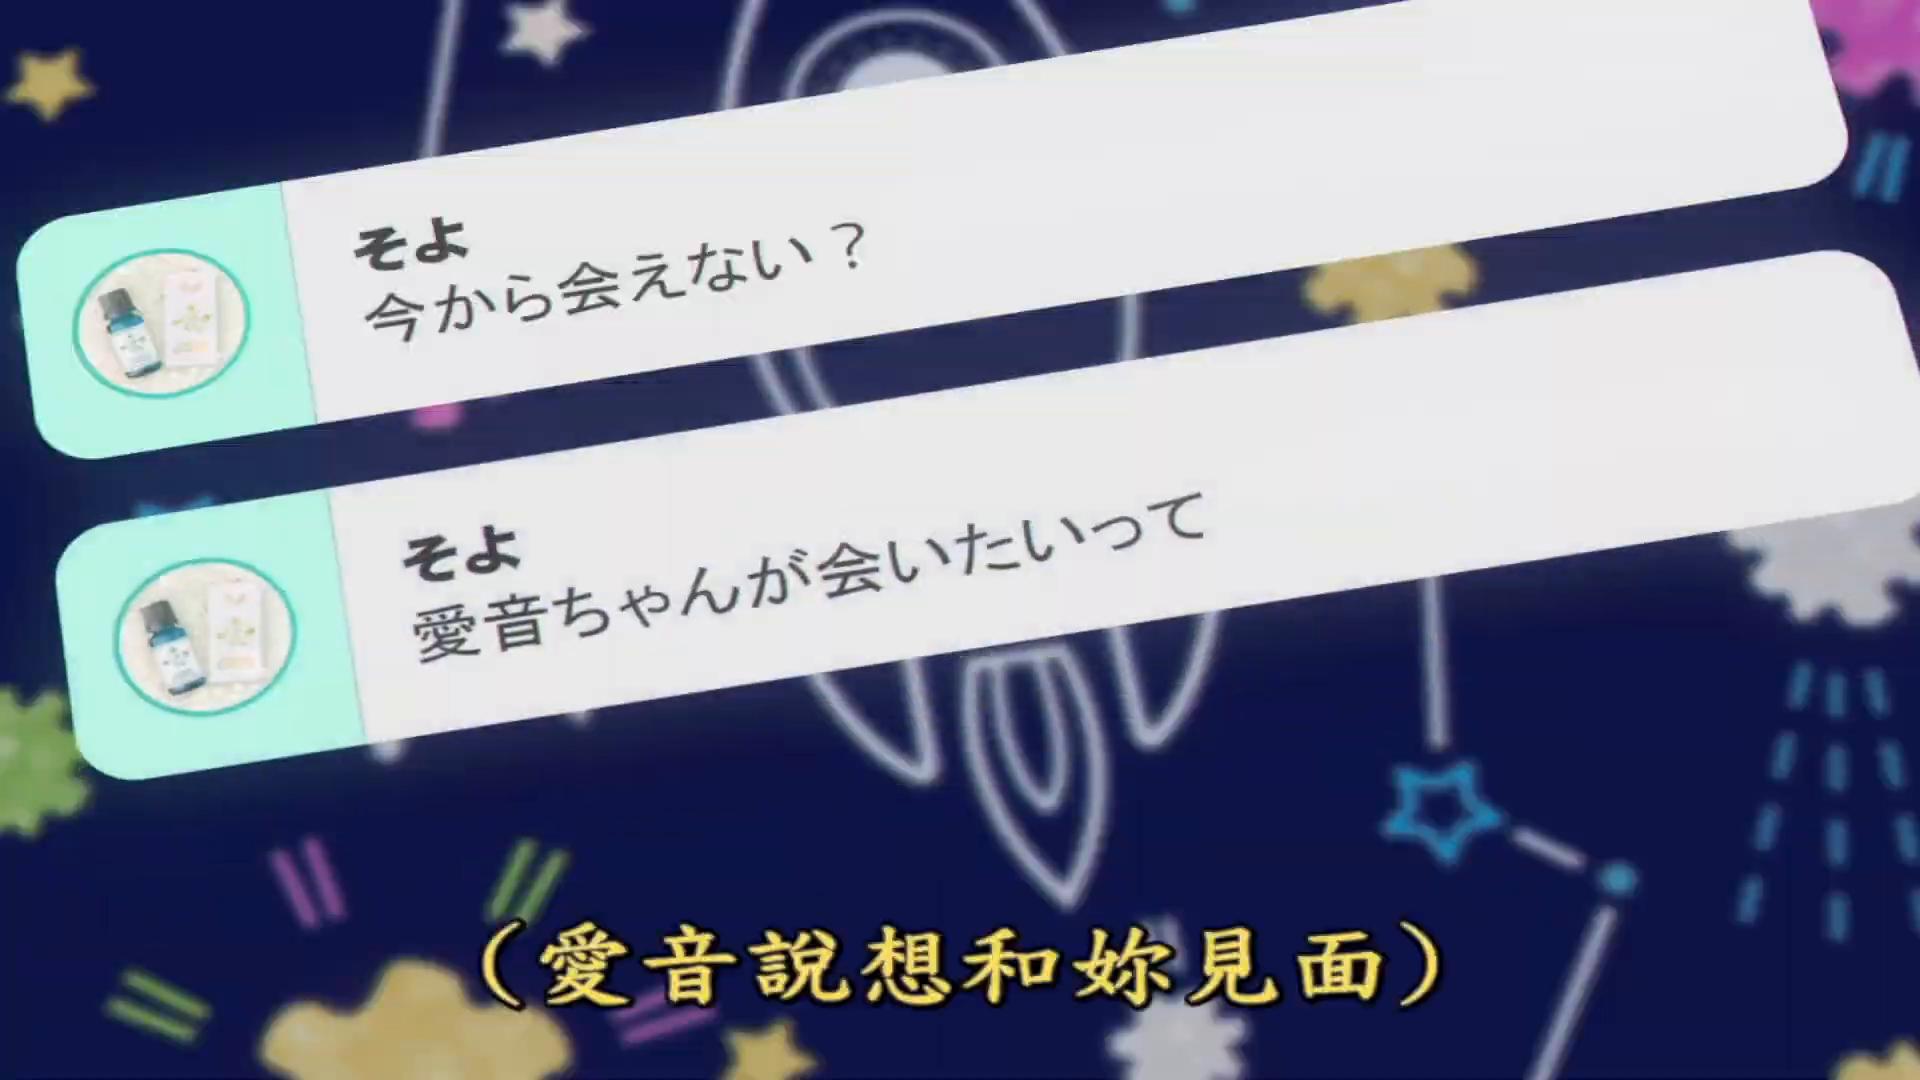 そよ
今から会えない？
そよ
愛音ちゃんが会いたいって
（愛音說想和妳見面）